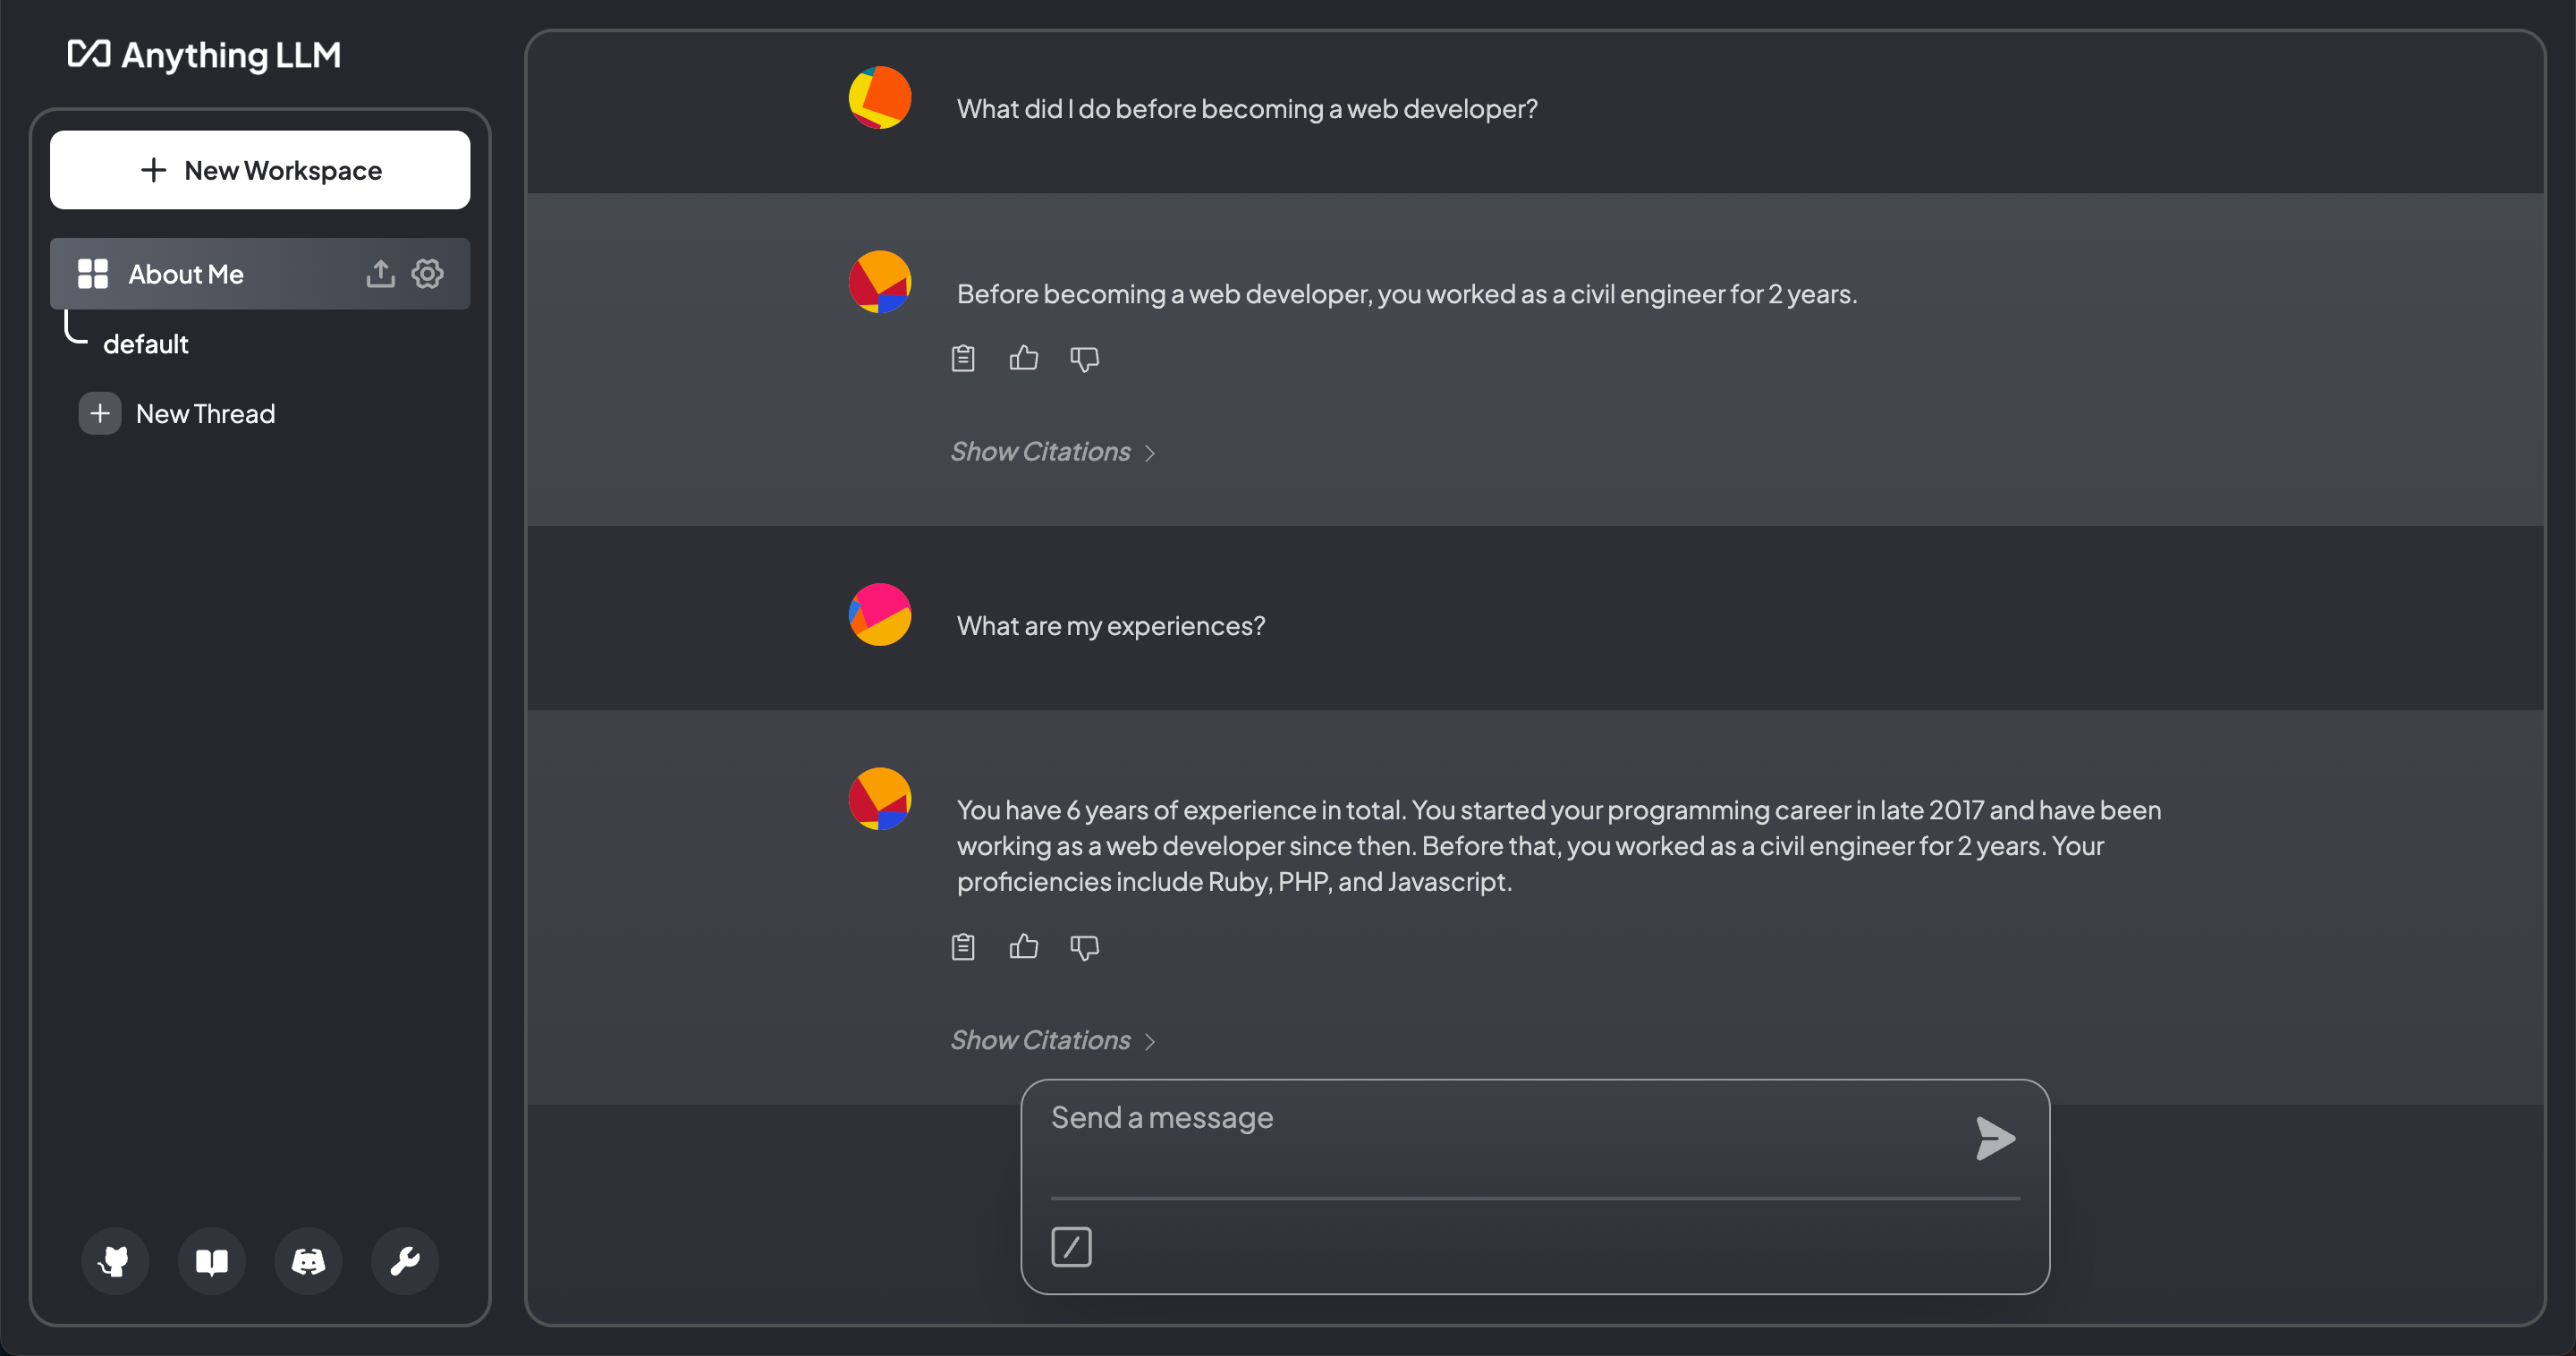 Anything LLM
New Workspace
About Me
default
New Thread
What did I do before becoming a web developer?
Before becoming a web developer, you worked as a civil engineer for 2 years.
Show Citations
What are my experiences?
You have 6 years of experience in total. You started your programming career in late 2017 and have been
working as a web developer since then. Before that, you worked as a civil engineer for 2 years. Your
proficiencies include Ruby, PHP, and Javascript.
Show Citations
Send a message